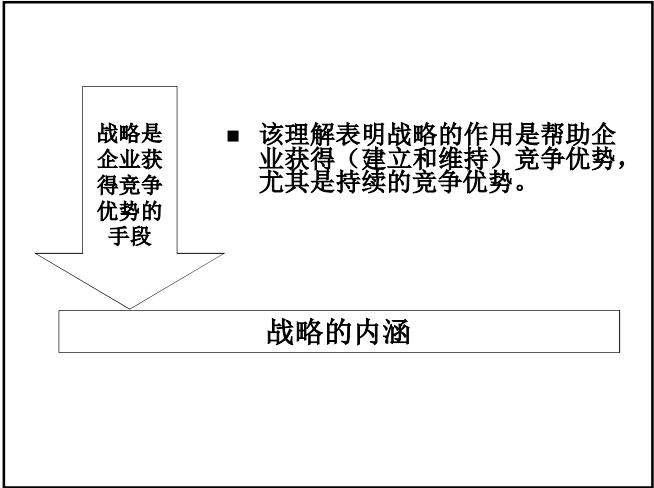 战略是
企业获
得竞争
优势的
手段
■ 该理解表明战略的作用是帮助企
业获得（建立和维持）竞争优势，
尤其是持续的竞争优势。
战略的内涵